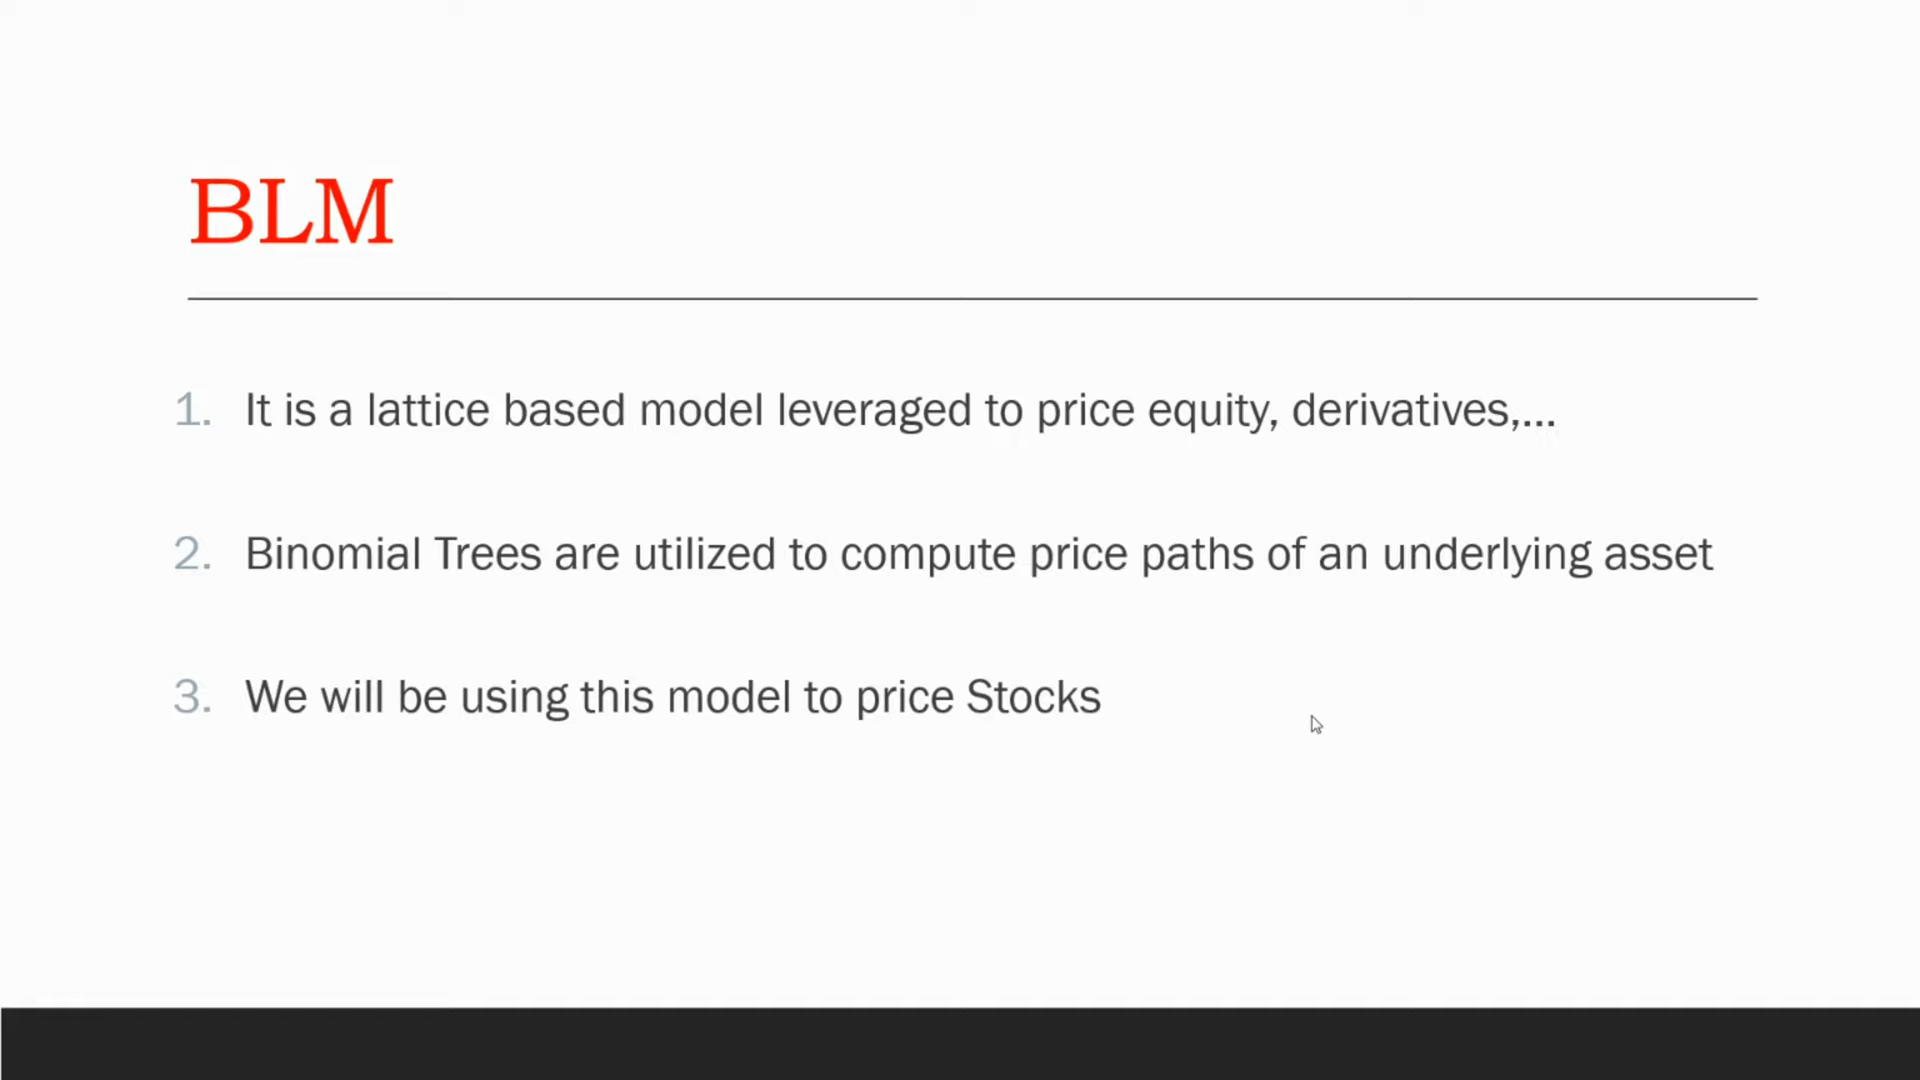 BLM
1. It is a lattice based model leveraged to price equity, derivatives,...
2. Binomial Trees are utilized to compute price paths of an underlying asset
3. We will be using this model to price Stocks